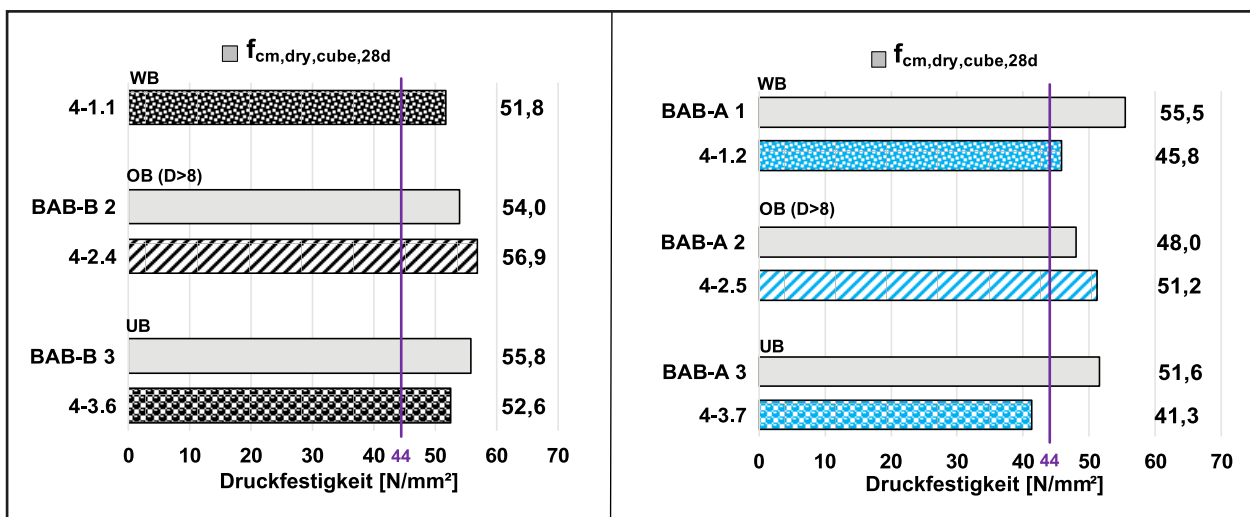 f cm,dry,cube,28d
WB
4-1.1 51,8
OB (D>8)
BAB-B 2 54,0
4-2.4 56,9
UB
BAB-B 3 55,8
4-3.6 52,6
0 10 20 30 40 44 50 60 70
Druckfestigkeit [N/mm²]
f cm,dry,cube,28d
WB
BAB-A 1 55,5
4-1.2 45,8
OB (D>8)
BAB-A 2 48,0
4-2.5 51,2
UB
BAB-A 3 51,6
4-3.7 41,3
0 10 20 30 40 44 50 60 70
Druckfestigkeit [N/mm²]